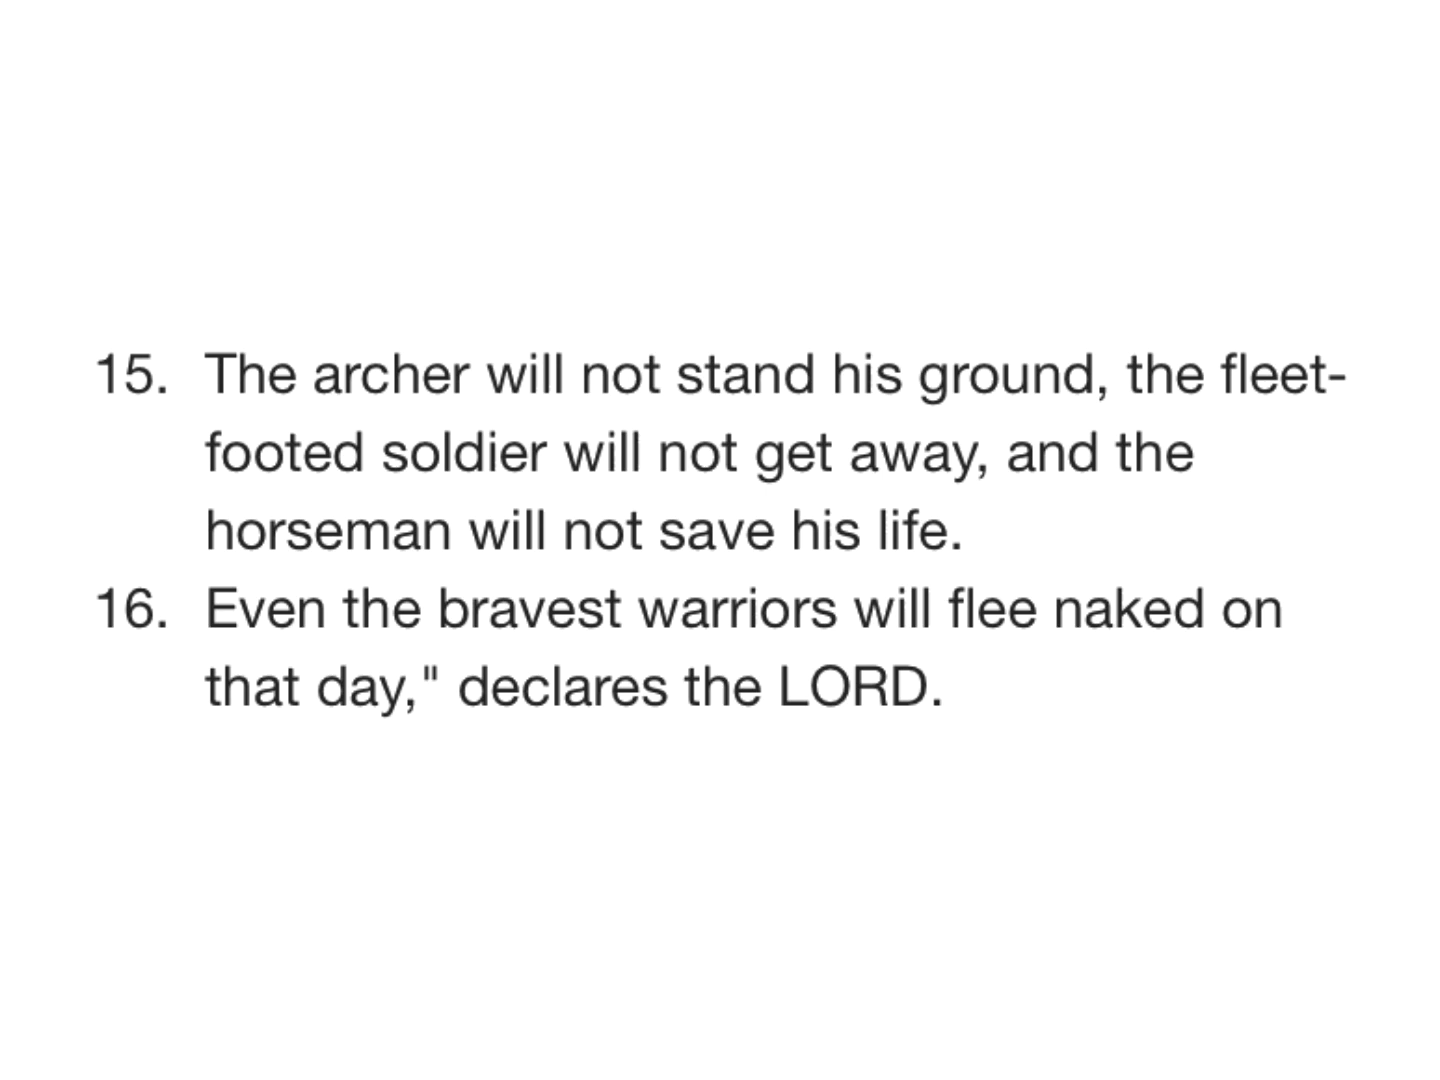 15. The archer will not stand his ground, the fleet-
footed soldier will not get away, and the
horseman will not save his life.
16. Even the bravest warriors will flee naked on
that day," declares the LORD.